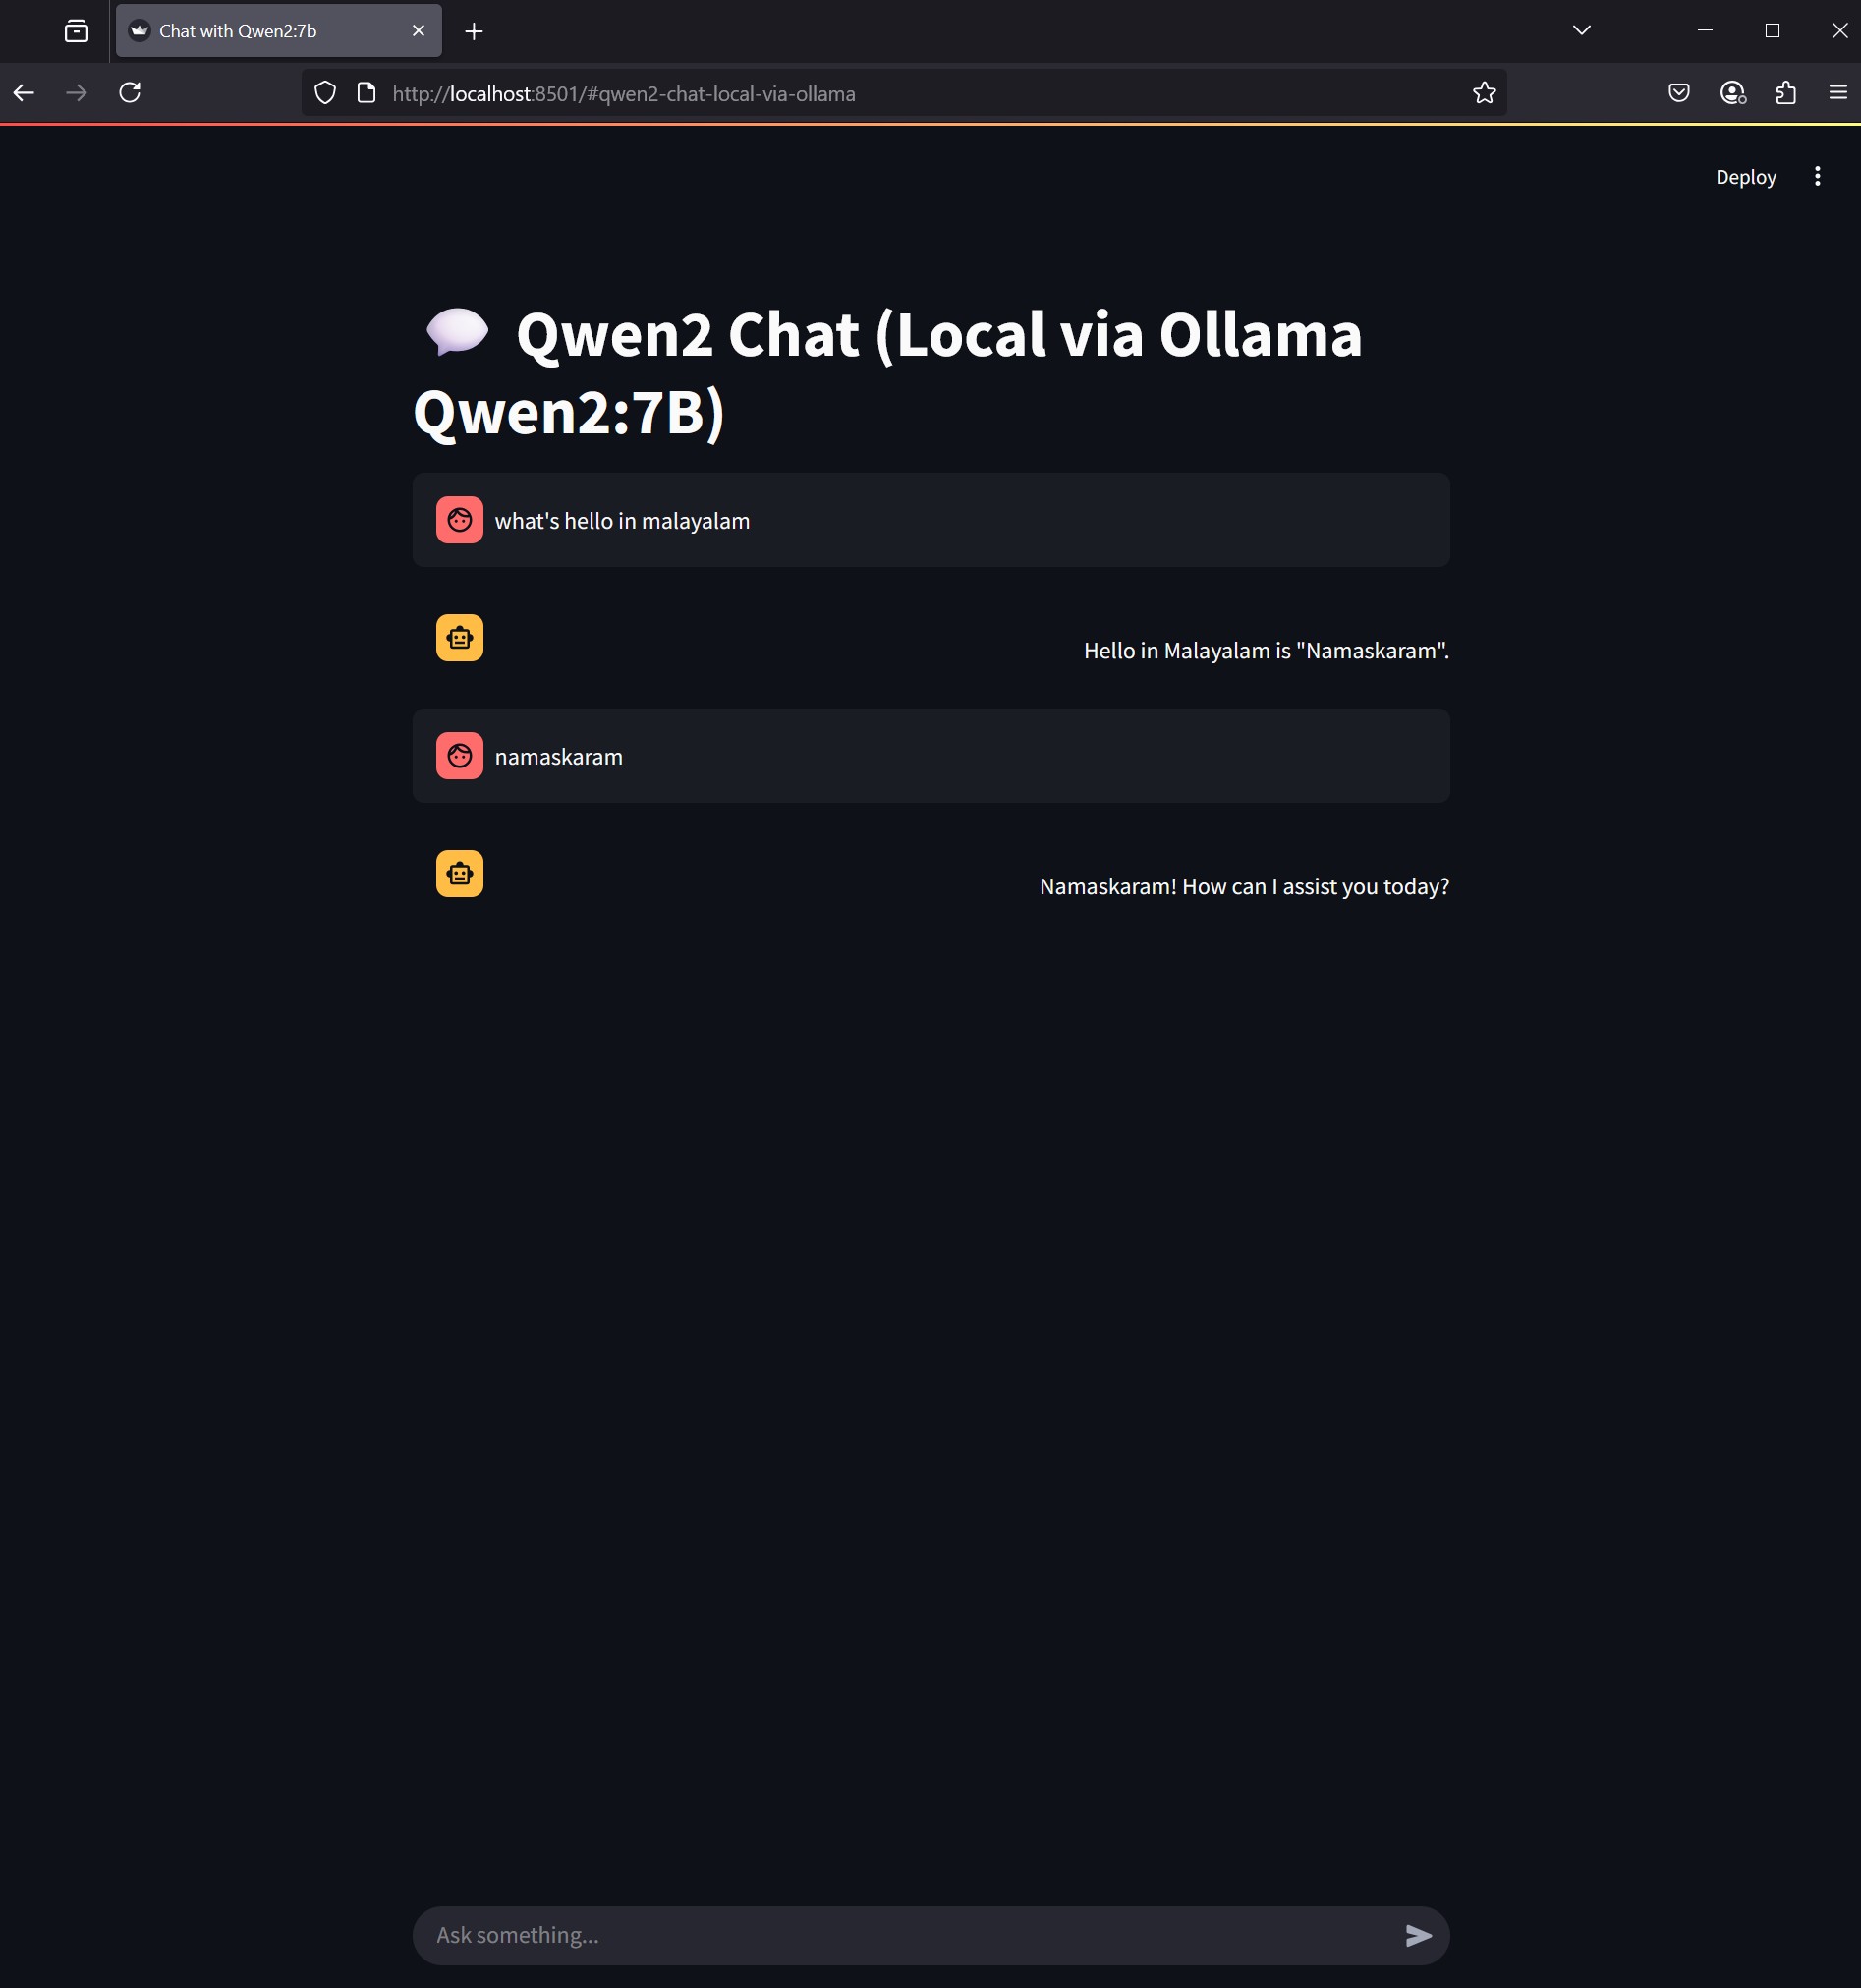 Chat with Qwen2:7b
http://localhost:8501/#qwen2-chat-local-via-ollama
Deploy
Qwen2 Chat (Local via Ollama
Qwen2:7B)
what's hello in malayalam
Hello in Malayalam is "Namaskaram".
namaskaram
Namaskaram! How can I assist you today?
Ask something...